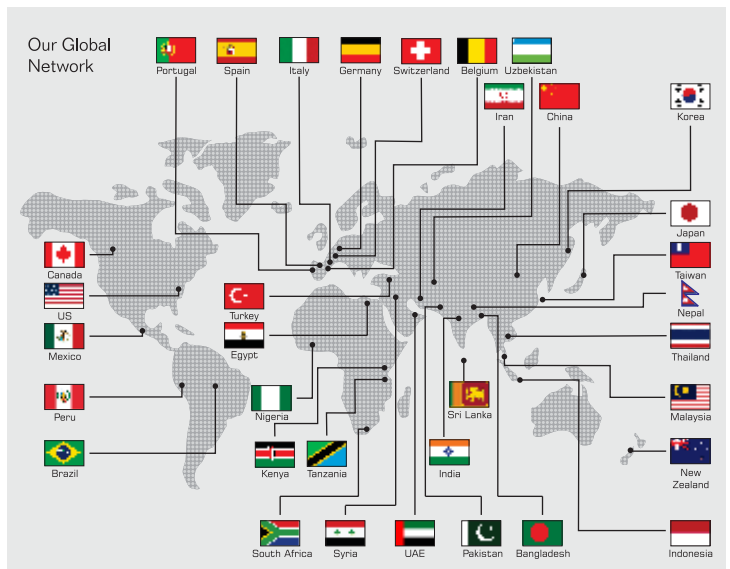 Our Global
Network
Portugal
Spain
Italy
Germany
Switzerland
Belgium
Uzbekistan
Iran
China
Korea
Japan
Canada
Taiwan
US
Turkey
Nepal
Mexico
Egypt
Thailand
Peru
Nigeria
Sri Lanka
Malaysia
Brazil
Kenya
Tanzania
India
New
Zealand
South Africa
Syria
UAE
Pakistan
Bangladesh
Indonesia